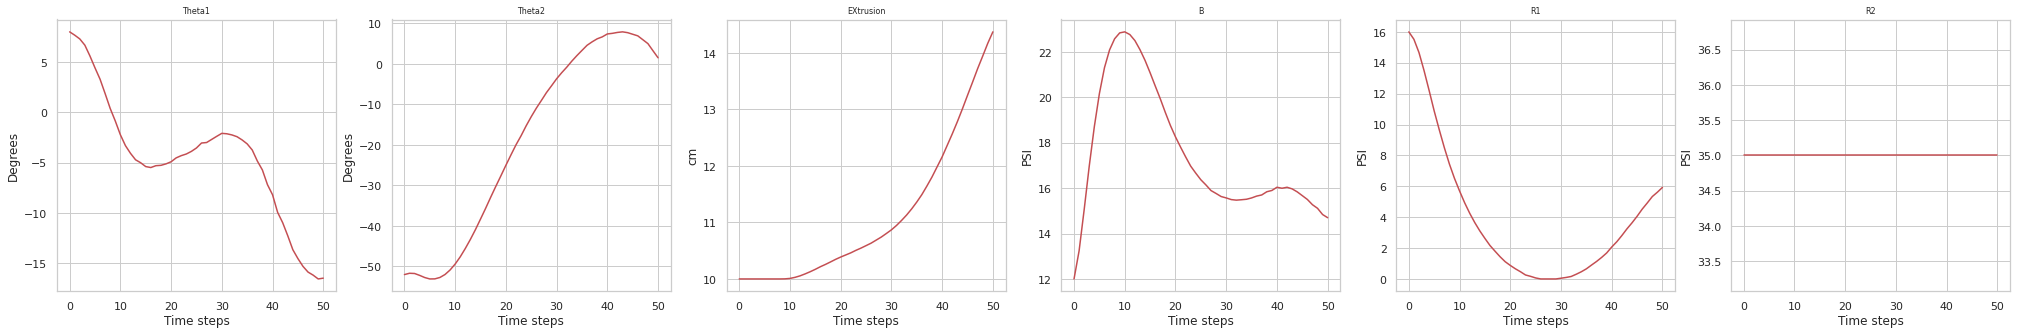 Theta1
5
0
−5
−10
−15
Degrees
0 10 20 30 40 50
Time steps
Theta2
10
0
−10
−20
−30
−40
−50
Degrees
0 10 20 30 40 50
Time steps
EXtrusion
14
13
12
11
10
cm
0 10 20 30 40 50
Time steps
B
22
20
18
16
14
12
PSI
0 10 20 30 40 50
Time steps
R1
16
14
12
10
8
6
4
2
0
PSI
0 10 20 30 40 50
Time steps
R2
36.5
36.0
35.5
35.0
34.5
34.0
33.5
PSI
0 10 20 30 40 50
Time steps